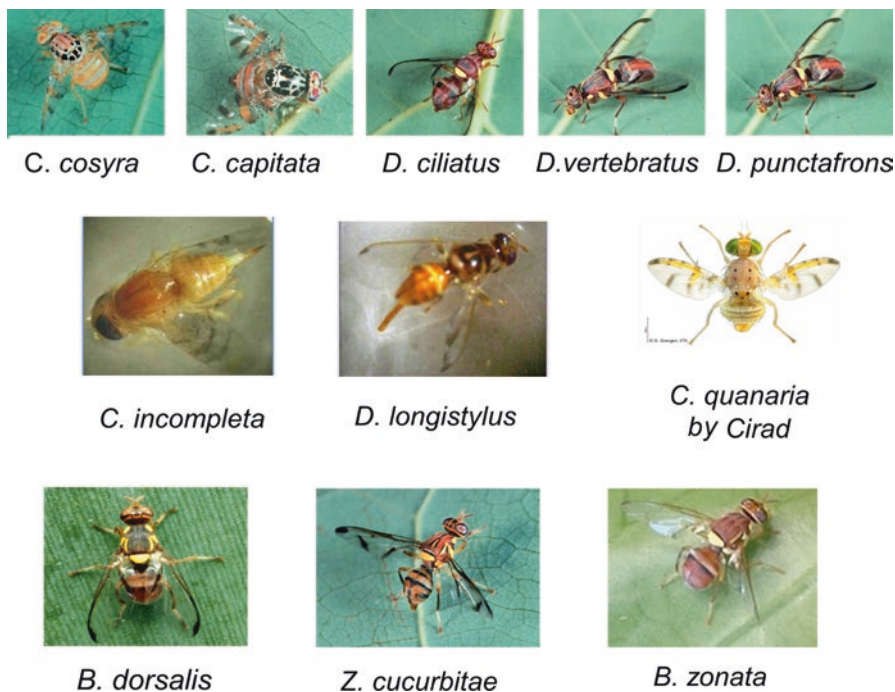 C. cosyra
C. capitata
D. ciliatus
D.vertebratus
D. punctafrons
C. incompleta
D. longistylus
C. quanaria
by Cirad
B. dorsalis
Z. cucurbitae
B. zonata